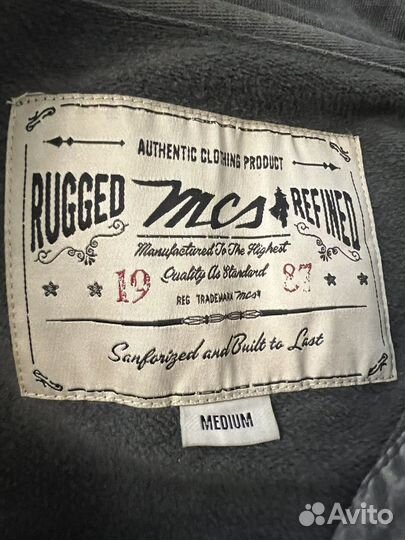 AUTHENTIC CLOTHING PRODUCT
RUGGED mcs REFINED
Manufactured To The Highest
Quality As Standard
19 87
REG TRADEMARK mcs
Sanforized and Built to Last
MEDIUM
Avito